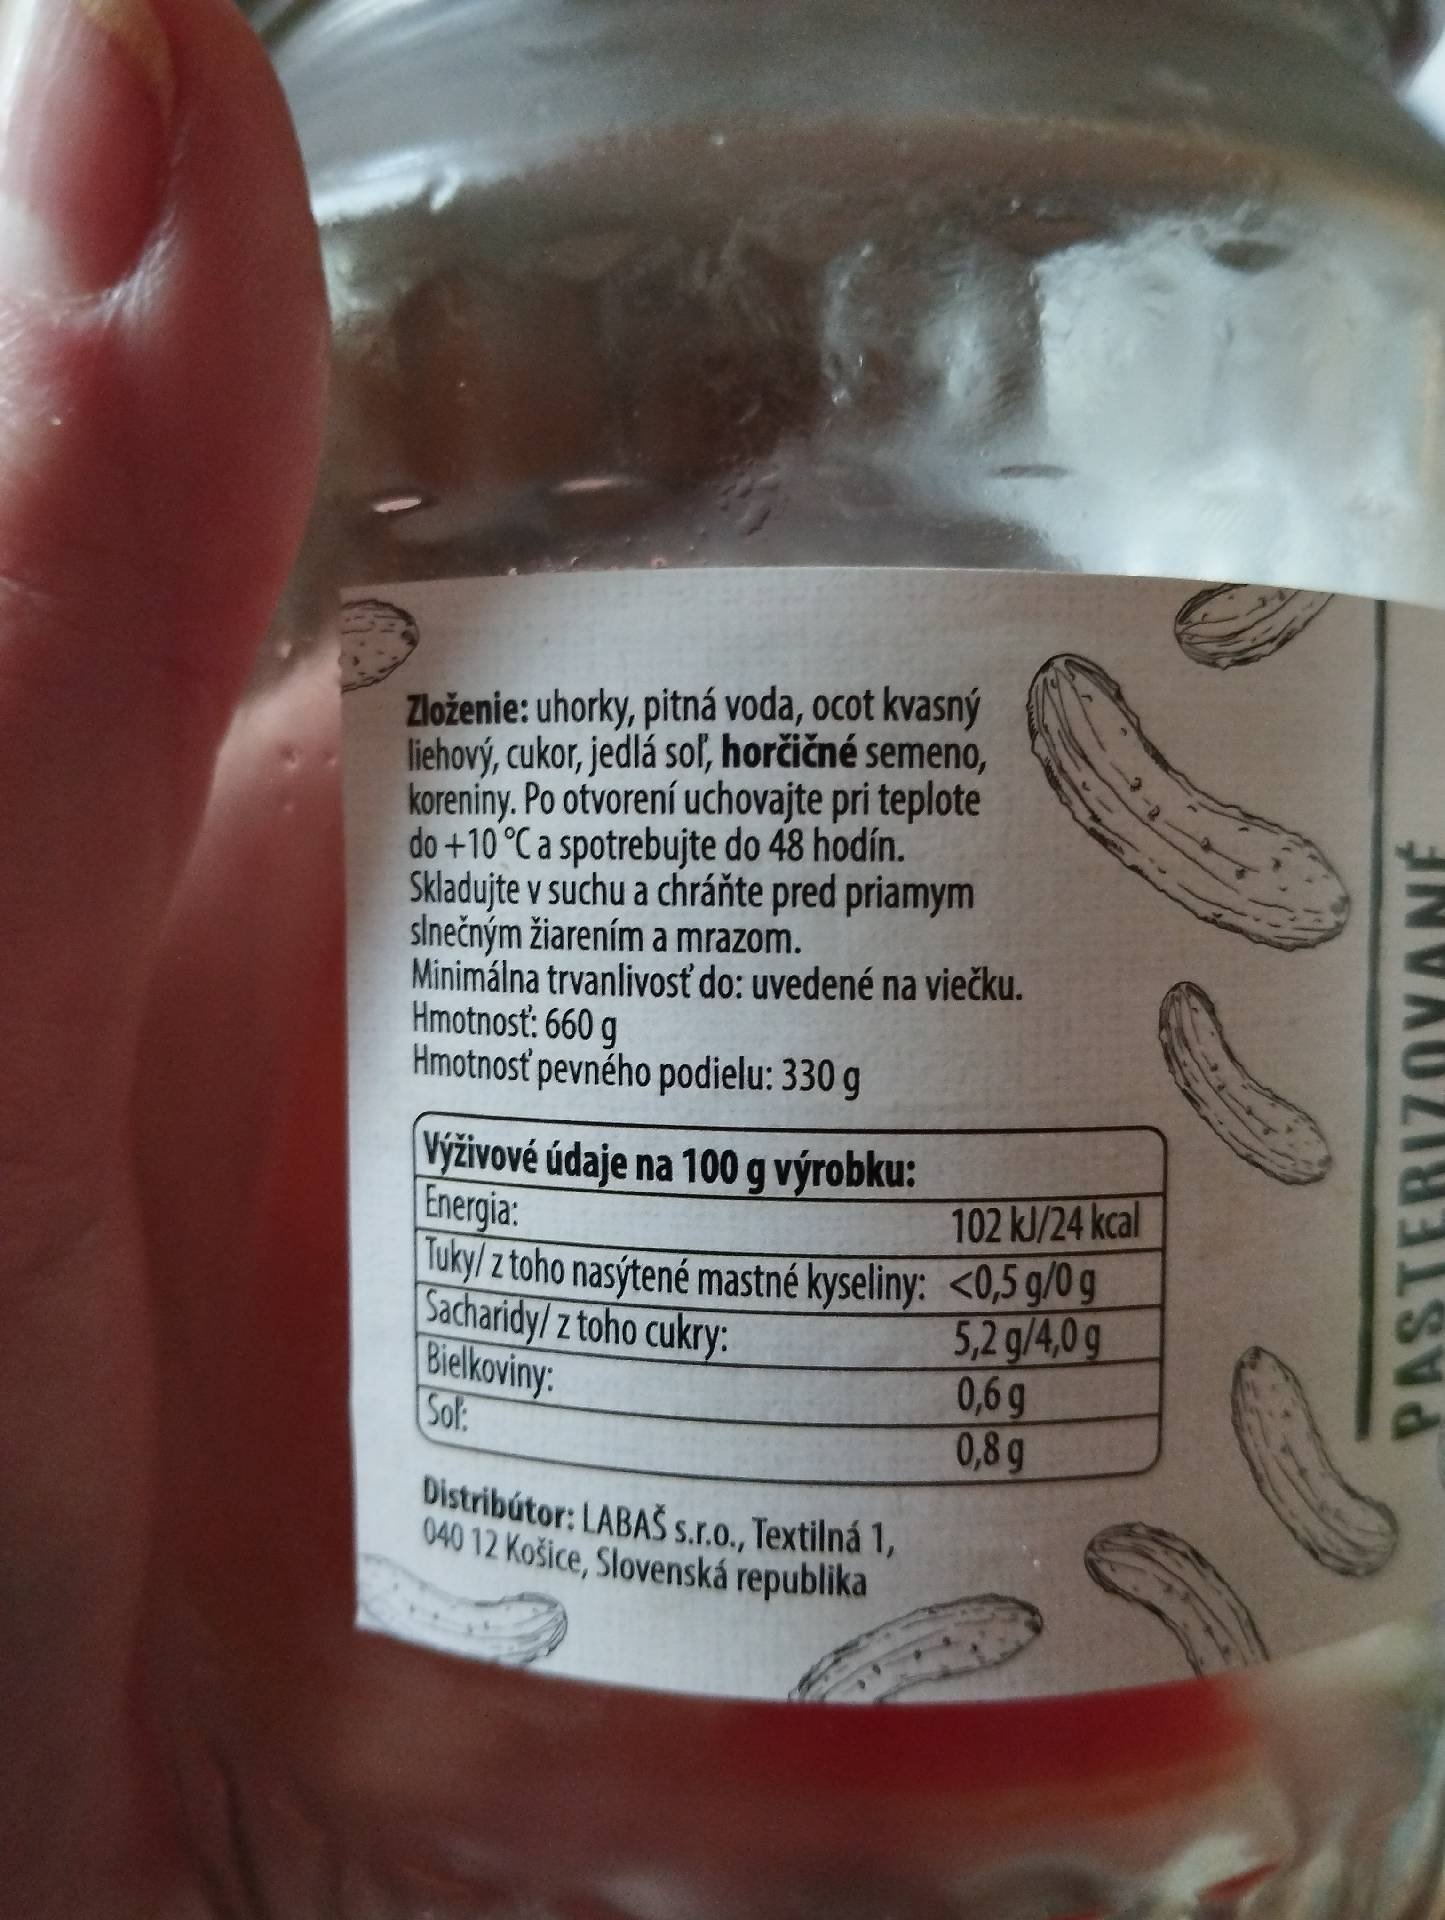 Zloženie: uhorky, pitná voda, ocot kvasný
liehový, cukor, jedlá soľ, horčičné semeno,
koreniny. Po otvorení uchovajte pri teplote
do +10 °C a spotrebujte do 48 hodín.
Skladujte v suchu a chráňte pred priamym
slnečným žiarením a mrazom.
Minimálna trvanlivosť do: uvedené na viečku.
Hmotnosť: 660 g
Hmotnosť pevného podielu: 330 g
Výživové údaje na 100 g výrobku:
Energia: 102 kJ/24 kcal
Tuky/ z toho nasýtené mastné kyseliny: <0,5 g/0 g
Sacharidy/ z toho cukry: 5,2 g/4,0 g
Bielkoviny: 0,6 g
Soľ: 0,8 g
Distribútor: LABAŠ s.r.o., Textilná 1,
040 12 Košice, Slovenská republika
PASTERIZOVANÉ